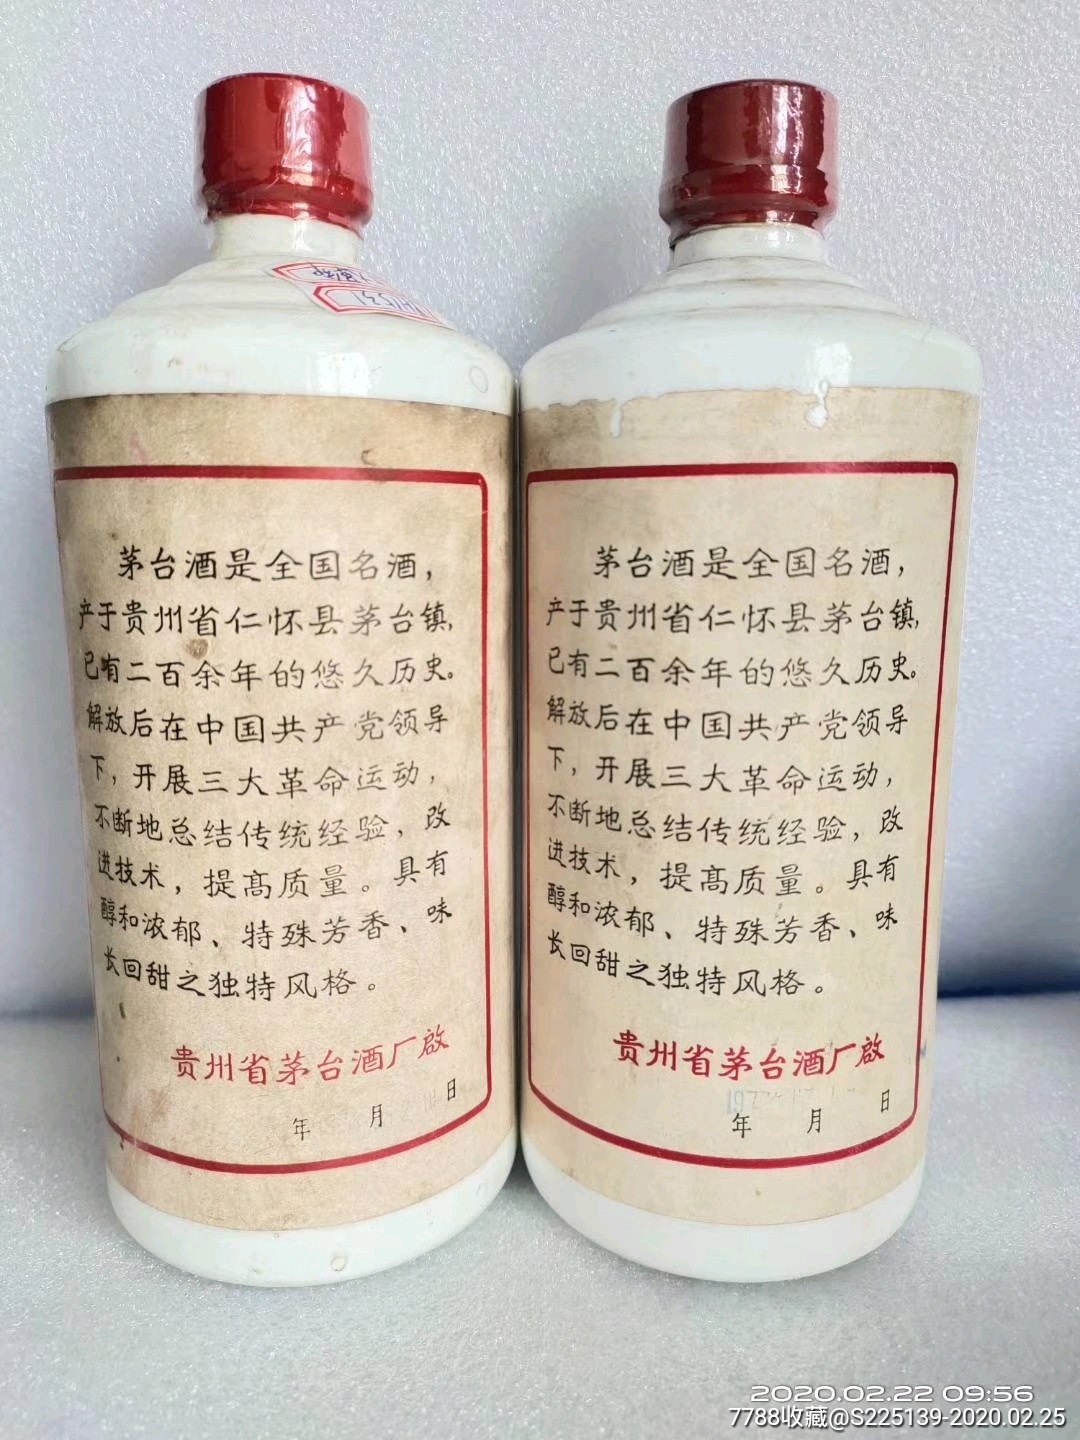 茅台酒是全国名酒，
产于贵州省仁怀县茅台镇，
已有二百余年的悠久历史。
解放后在中国共产党领导
下，开展三大革命运动，
不断地总结传统经验，改
进技术，提高质量。具有
醇和浓郁、特殊芳香、味
长回甜之独特风格。
贵州省茅台酒厂啟
年 月 日
茅台酒是全国名酒，
产于贵州省仁怀县茅台镇，
已有二百余年的悠久历史。
解放后在中国共产党领导
下，开展三大革命运动，
不断地总结传统经验，改
进技术，提高质量。具有
醇和浓郁、特殊芳香、味
长回甜之独特风格。
贵州省茅台酒厂啟
年 月 日
2020.02.22 09:56
7788收藏@S225139-2020.02.25